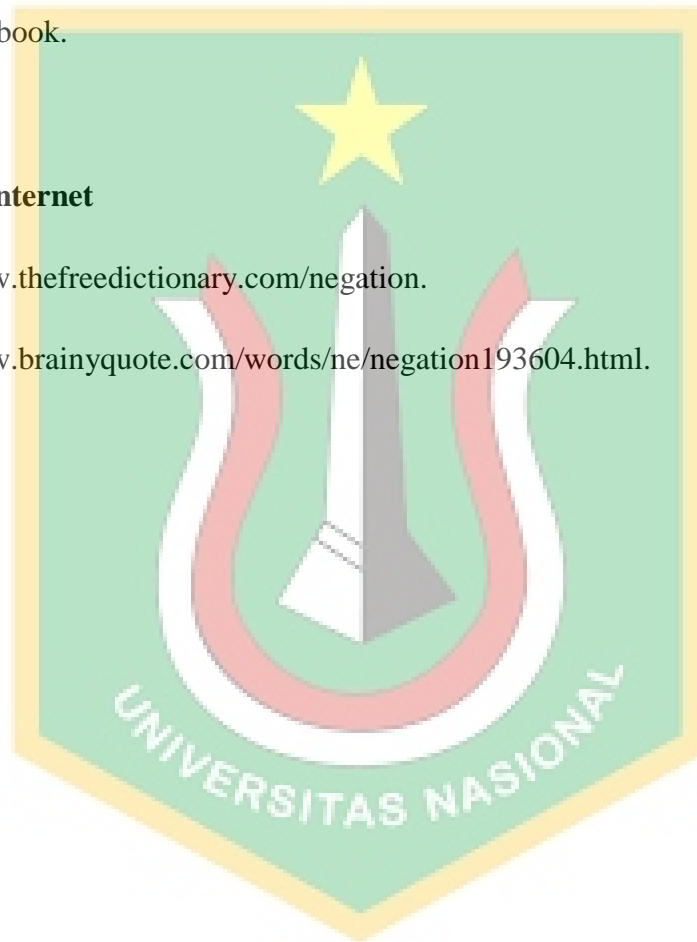 book.
nternet
.thefreedictionary.com/negation.
.brainyquote.com/words/ne/negation193604.html.
UNIVERSITAS NASIONAL